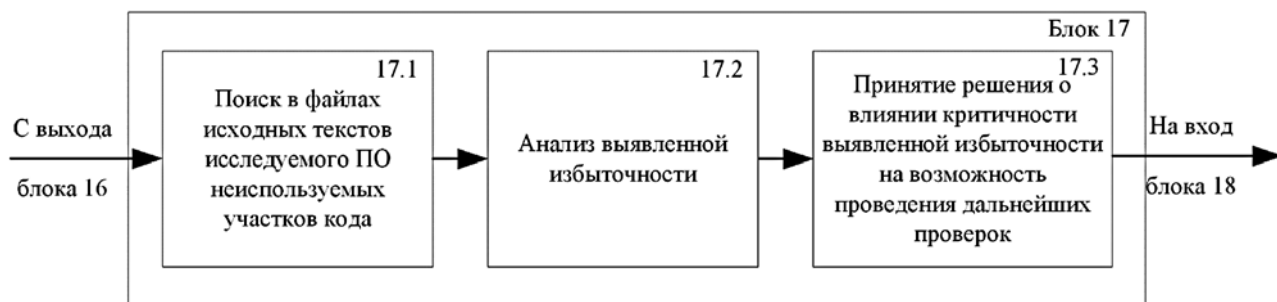 Блок 17
С выхода
блока 16
17.1
Поиск в файлах
исходных текстов
исследуемого ПО
неиспользуемых
участков кода
17.2
Анализ выявленной
избыточности
17.3
Принятие решения о
влиянии критичности
выявленной избыточности
на возможность
проведения дальнейших
проверок
На вход
блока 18